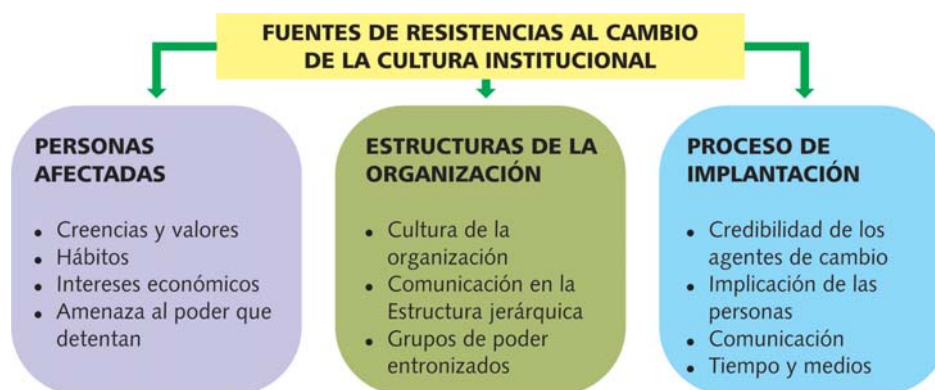 FUENTES DE RESISTENCIAS AL CAMBIO
DE LA CULTURA INSTITUCIONAL
PERSONAS
AFECTADAS
• Creencias y valores
• Hábitos
• Intereses económicos
• Amenaza al poder que
detentan
ESTRUCTURAS DE LA
ORGANIZACIÓN
• Cultura de la
organización
• Comunicación en la
Estructura jerárquica
• Grupos de poder
entronizados
PROCESO DE
IMPLANTACIÓN
• Credibilidad de los
agentes de cambio
• Implicación de las
personas
• Comunicación
• Tiempo y medios